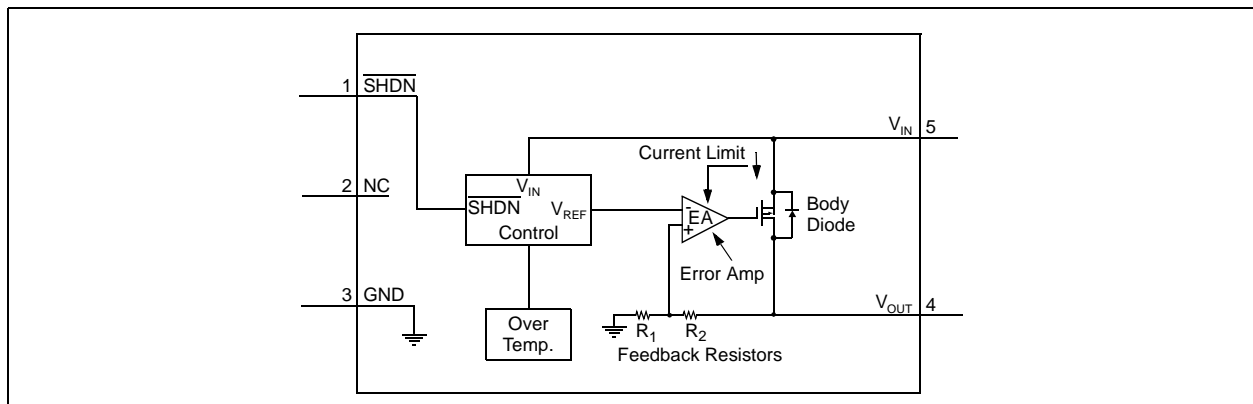 1 SHDN
V_IN 5
Current Limit
2 NC
V_IN
SHDN V_REF
Control
-
EA
+
Body
Diode
Error Amp
3 GND
V_OUT 4
Over
Temp.
R_1 R_2
Feedback Resistors